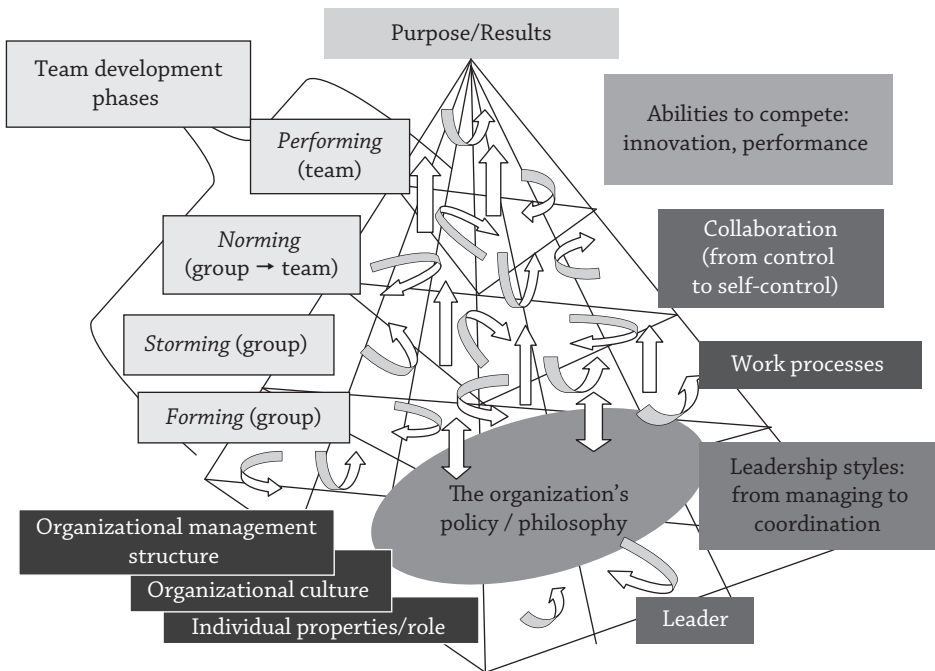 Purpose/Results
Team development
phases
Abilities to compete:
innovation, performance
Performing
(team)
Norming
(group → team)
Collaboration
(from control
to self-control)
Storming (group)
Work processes
Forming (group)
Leadership styles:
from managing to
coordination
The organization's
policy / philosophy
Organizational management
structure
Organizational culture
Individual properties/role
Leader